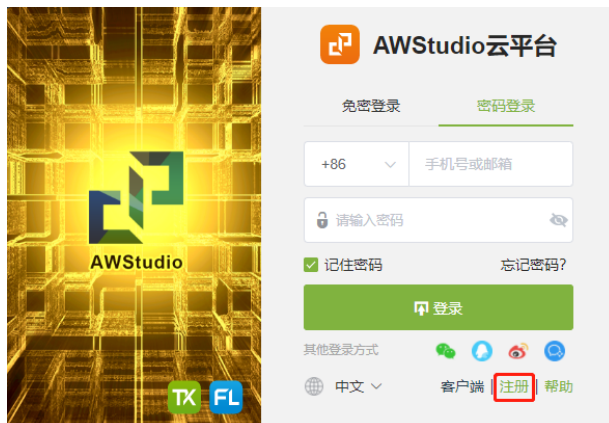 AWStudio
TX FL
AWStudio云平台
免密登录 密码登录
+86 手机号或邮箱
请输入密码
记住密码 忘记密码?
登录
其他登录方式
中文 客户端 | 注册 | 帮助